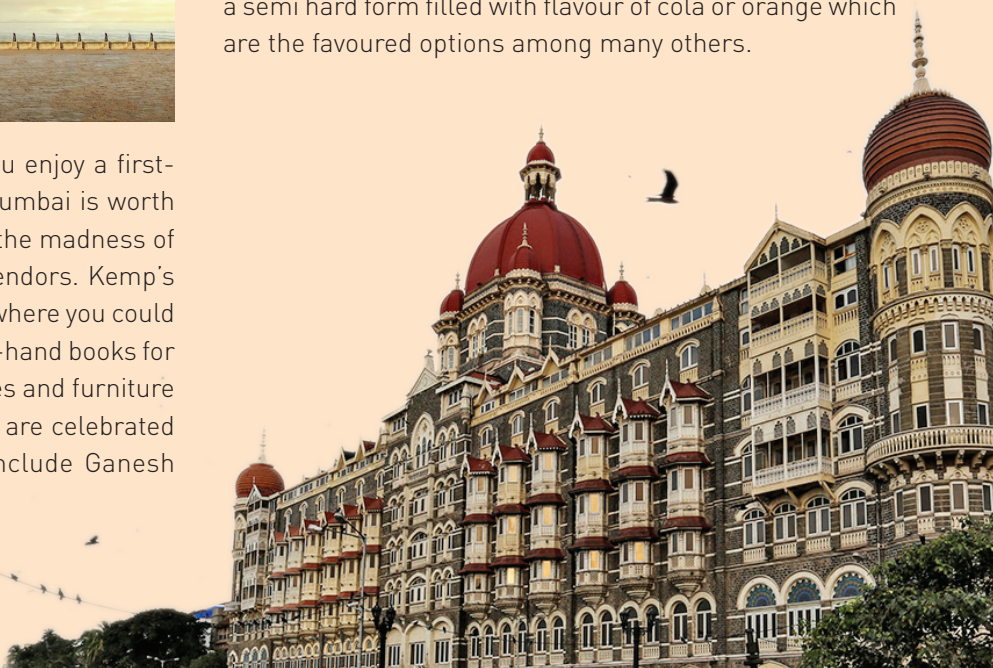 u enjoy a first-
umbai is worth
the madness of
endors. Kemp's
where you could
-hand books for
es and furniture
are celebrated
nclude Ganesh
a semi hard form filled with flavour of cola or orange which
are the favoured options among many others.